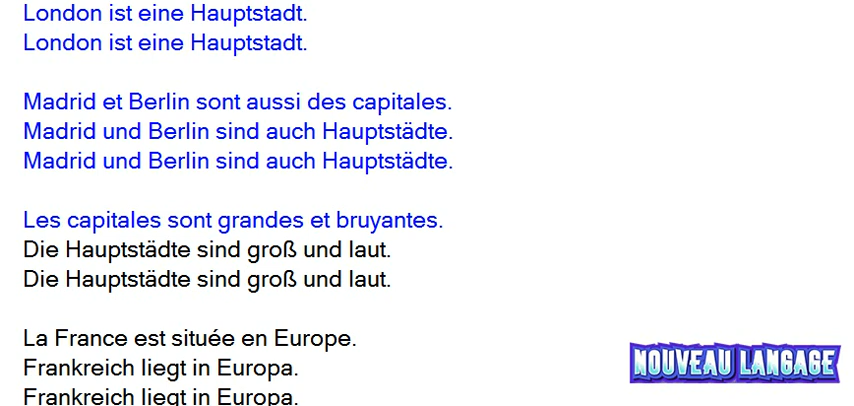 London ist eine Hauptstadt.
London ist eine Hauptstadt.
Madrid et Berlin sont aussi des capitales.
Madrid und Berlin sind auch Hauptstädte.
Madrid und Berlin sind auch Hauptstädte.
Les capitales sont grandes et bruyantes.
Die Hauptstädte sind groß und laut.
Die Hauptstädte sind groß und laut.
La France est située en Europe.
Frankreich liegt in Europa.
Frankreich liegt in Europa.
NOUVEAU LANGAGE